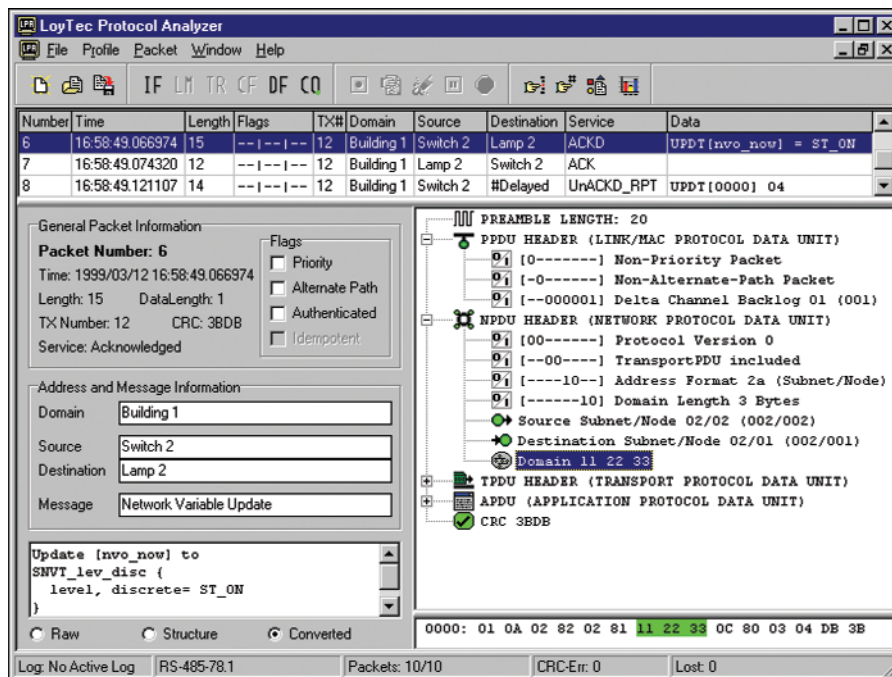 LPA LoyTec Protocol Analyzer
LPA File Profile Packet Window Help
IF LM TR CF DF CQ
Number Time Length Flags TX# Domain Source Destination Service Data
6 16:58:49.066974 15 --|--|-- 12 Building 1 Switch 2 Lamp 2 ACKD UPDT[nvo_now] = ST_ON
7 16:58:49.074320 12 --|--|-- 12 Building 1 Lamp 2 Switch 2 ACK
8 16:58:49.121107 14 --|--|-- 12 Building 1 Switch 2 #Delayed UnACKD_RPT UPDT[0000] 04
General Packet Information
Packet Number: 6
Time: 1999/03/12 16:58:49.066974
Length: 15 DataLength: 1
TX Number: 12 CRC: 3BDB
Service: Acknowledged
Flags
Priority
Alternate Path
Authenticated
Idempotent
Address and Message Information
Domain Building 1
Source Switch 2
Destination Lamp 2
Message Network Variable Update
Update [nvo_now] to
SNVT_lev_disc {
level, discrete= ST_ON
}
Raw Structure Converted
PREAMBLE LENGTH: 20
PPDU HEADER (LINK/MAC PROTOCOL DATA UNIT)
[0-------] Non-Priority Packet
[-0------] Non-Alternate-Path Packet
[--000001] Delta Channel Backlog 01 (001)
NPDU HEADER (NETWORK PROTOCOL DATA UNIT)
[00------] Protocol Version 0
[--00----] TransportPDU included
[----10--] Address Format 2a (Subnet/Node)
[------10] Domain Length 3 Bytes
Source Subnet/Node 02/02 (002/002)
Destination Subnet/Node 02/01 (002/001)
Domain 11 22 33
TPDU HEADER (TRANSPORT PROTOCOL DATA UNIT)
APDU (APPLICATION PROTOCOL DATA UNIT)
CRC 3BDB
0000: 01 0A 02 82 02 81 11 22 33 0C 80 03 04 DB 3B
Log: No Active Log RS-485-78.1 Packets: 10/10 CRC-Err: 0 Lost: 0